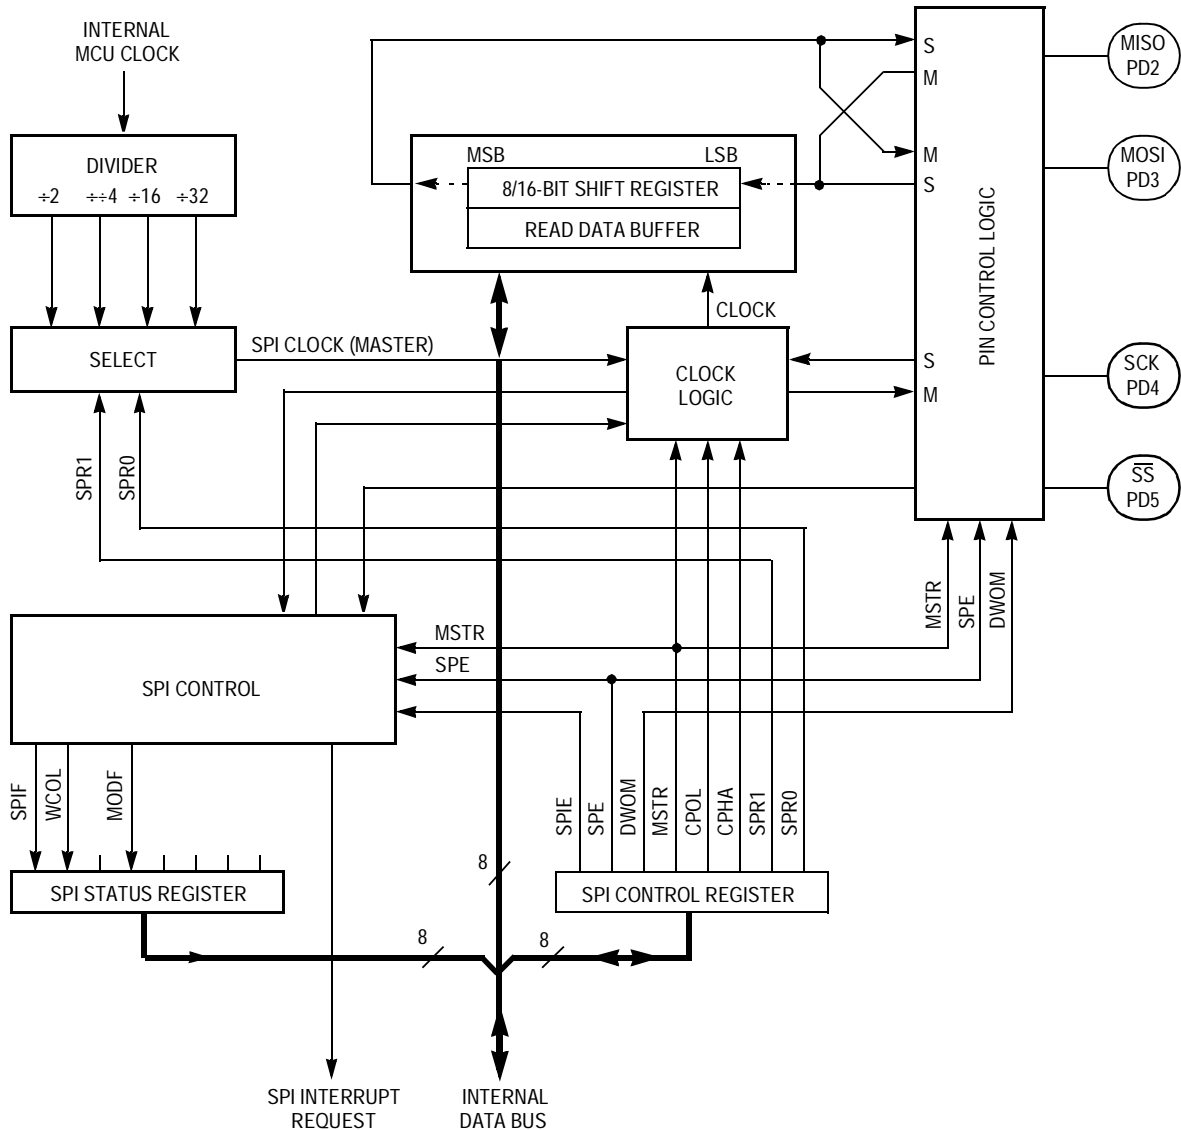 INTERNAL
MCU CLOCK
DIVIDER
÷2 ÷÷4 ÷16 ÷32
SELECT
SPR1
SPR0
SPI CLOCK (MASTER)
MSB LSB
8/16-BIT SHIFT REGISTER
READ DATA BUFFER
CLOCK
CLOCK
LOGIC
S
M
M
S
S
M
PIN CONTROL LOGIC
MISO
PD2
MOSI
PD3
SCK
PD4
SS
PD5
MSTR
SPE
DWOM
MSTR
SPE
SPI CONTROL
SPIF
WCOL
MODF
SPI STATUS REGISTER
SPIE
SPE
DWOM
MSTR
CPOL
CPHA
SPR1
SPR0
SPI CONTROL REGISTER
8
8
8
SPI INTERRUPT
REQUEST
INTERNAL
DATA BUS